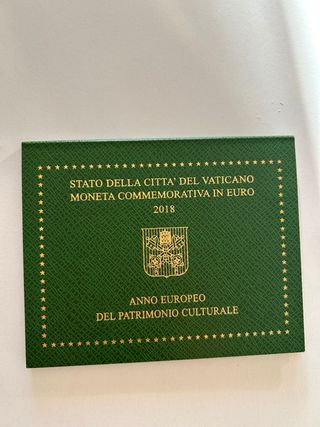 STATO DELLA CITTA' DEL VATICANO
MONETA COMMEMORATIVA IN EURO
2018
ANNO EUROPEO
DEL PATRIMONIO CULTURALE